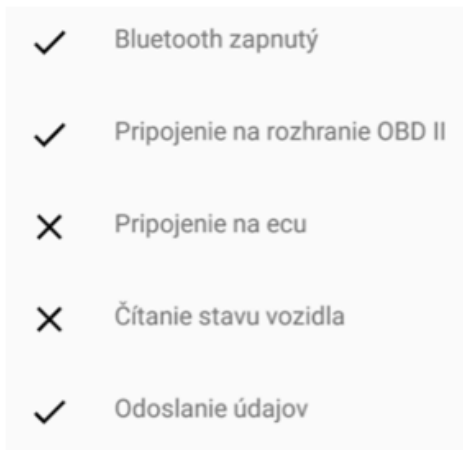 Bluetooth zapnutý
Pripojenie na rozhranie OBD II
Pripojenie na ecu
Čítanie stavu vozidla
Odoslanie údajov